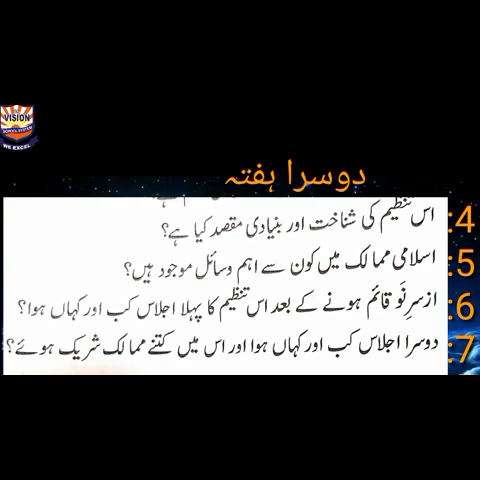 VISION
SCHOOL SYSTEM
WE EXCEL
دوسرا ہفتہ
4: اس تنظیم کی شناخت اور بنیادی مقصد کیا ہے؟
5: اسلامی ممالک میں کون سے اہم وسائل موجود ہیں؟
6: ازسرِنَو قائم ہونے کے بعد اس تنظیم کا پہلا اجلاس کب اور کہاں ہوا؟
7: دوسرا اجلاس کب اور کہاں ہوا اور اس میں کتنے ممالک شریک ہوئے؟